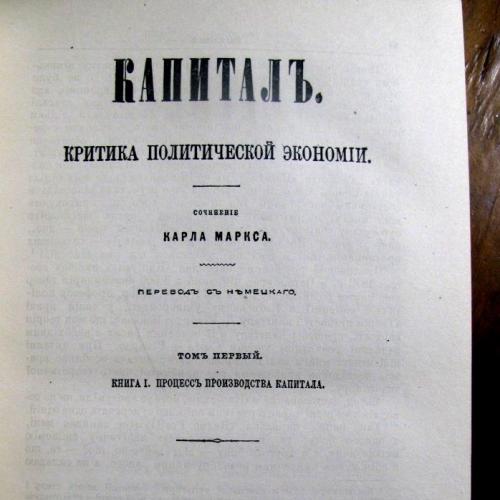 КАПИТАЛЪ.
КРИТИКА ПОЛИТИЧЕСКОЙ ЭКОНОМІИ.
СОЧИНЕНІЕ
КАРЛА МАРКСА.
ПЕРЕВОДЪ СЪ НѢМЕЦКАГО.
ТОМЪ ПЕРВЫЙ.
КНИГА I. ПРОЦЕССЪ ПРОИЗВОДСТВА КАПИТАЛА.